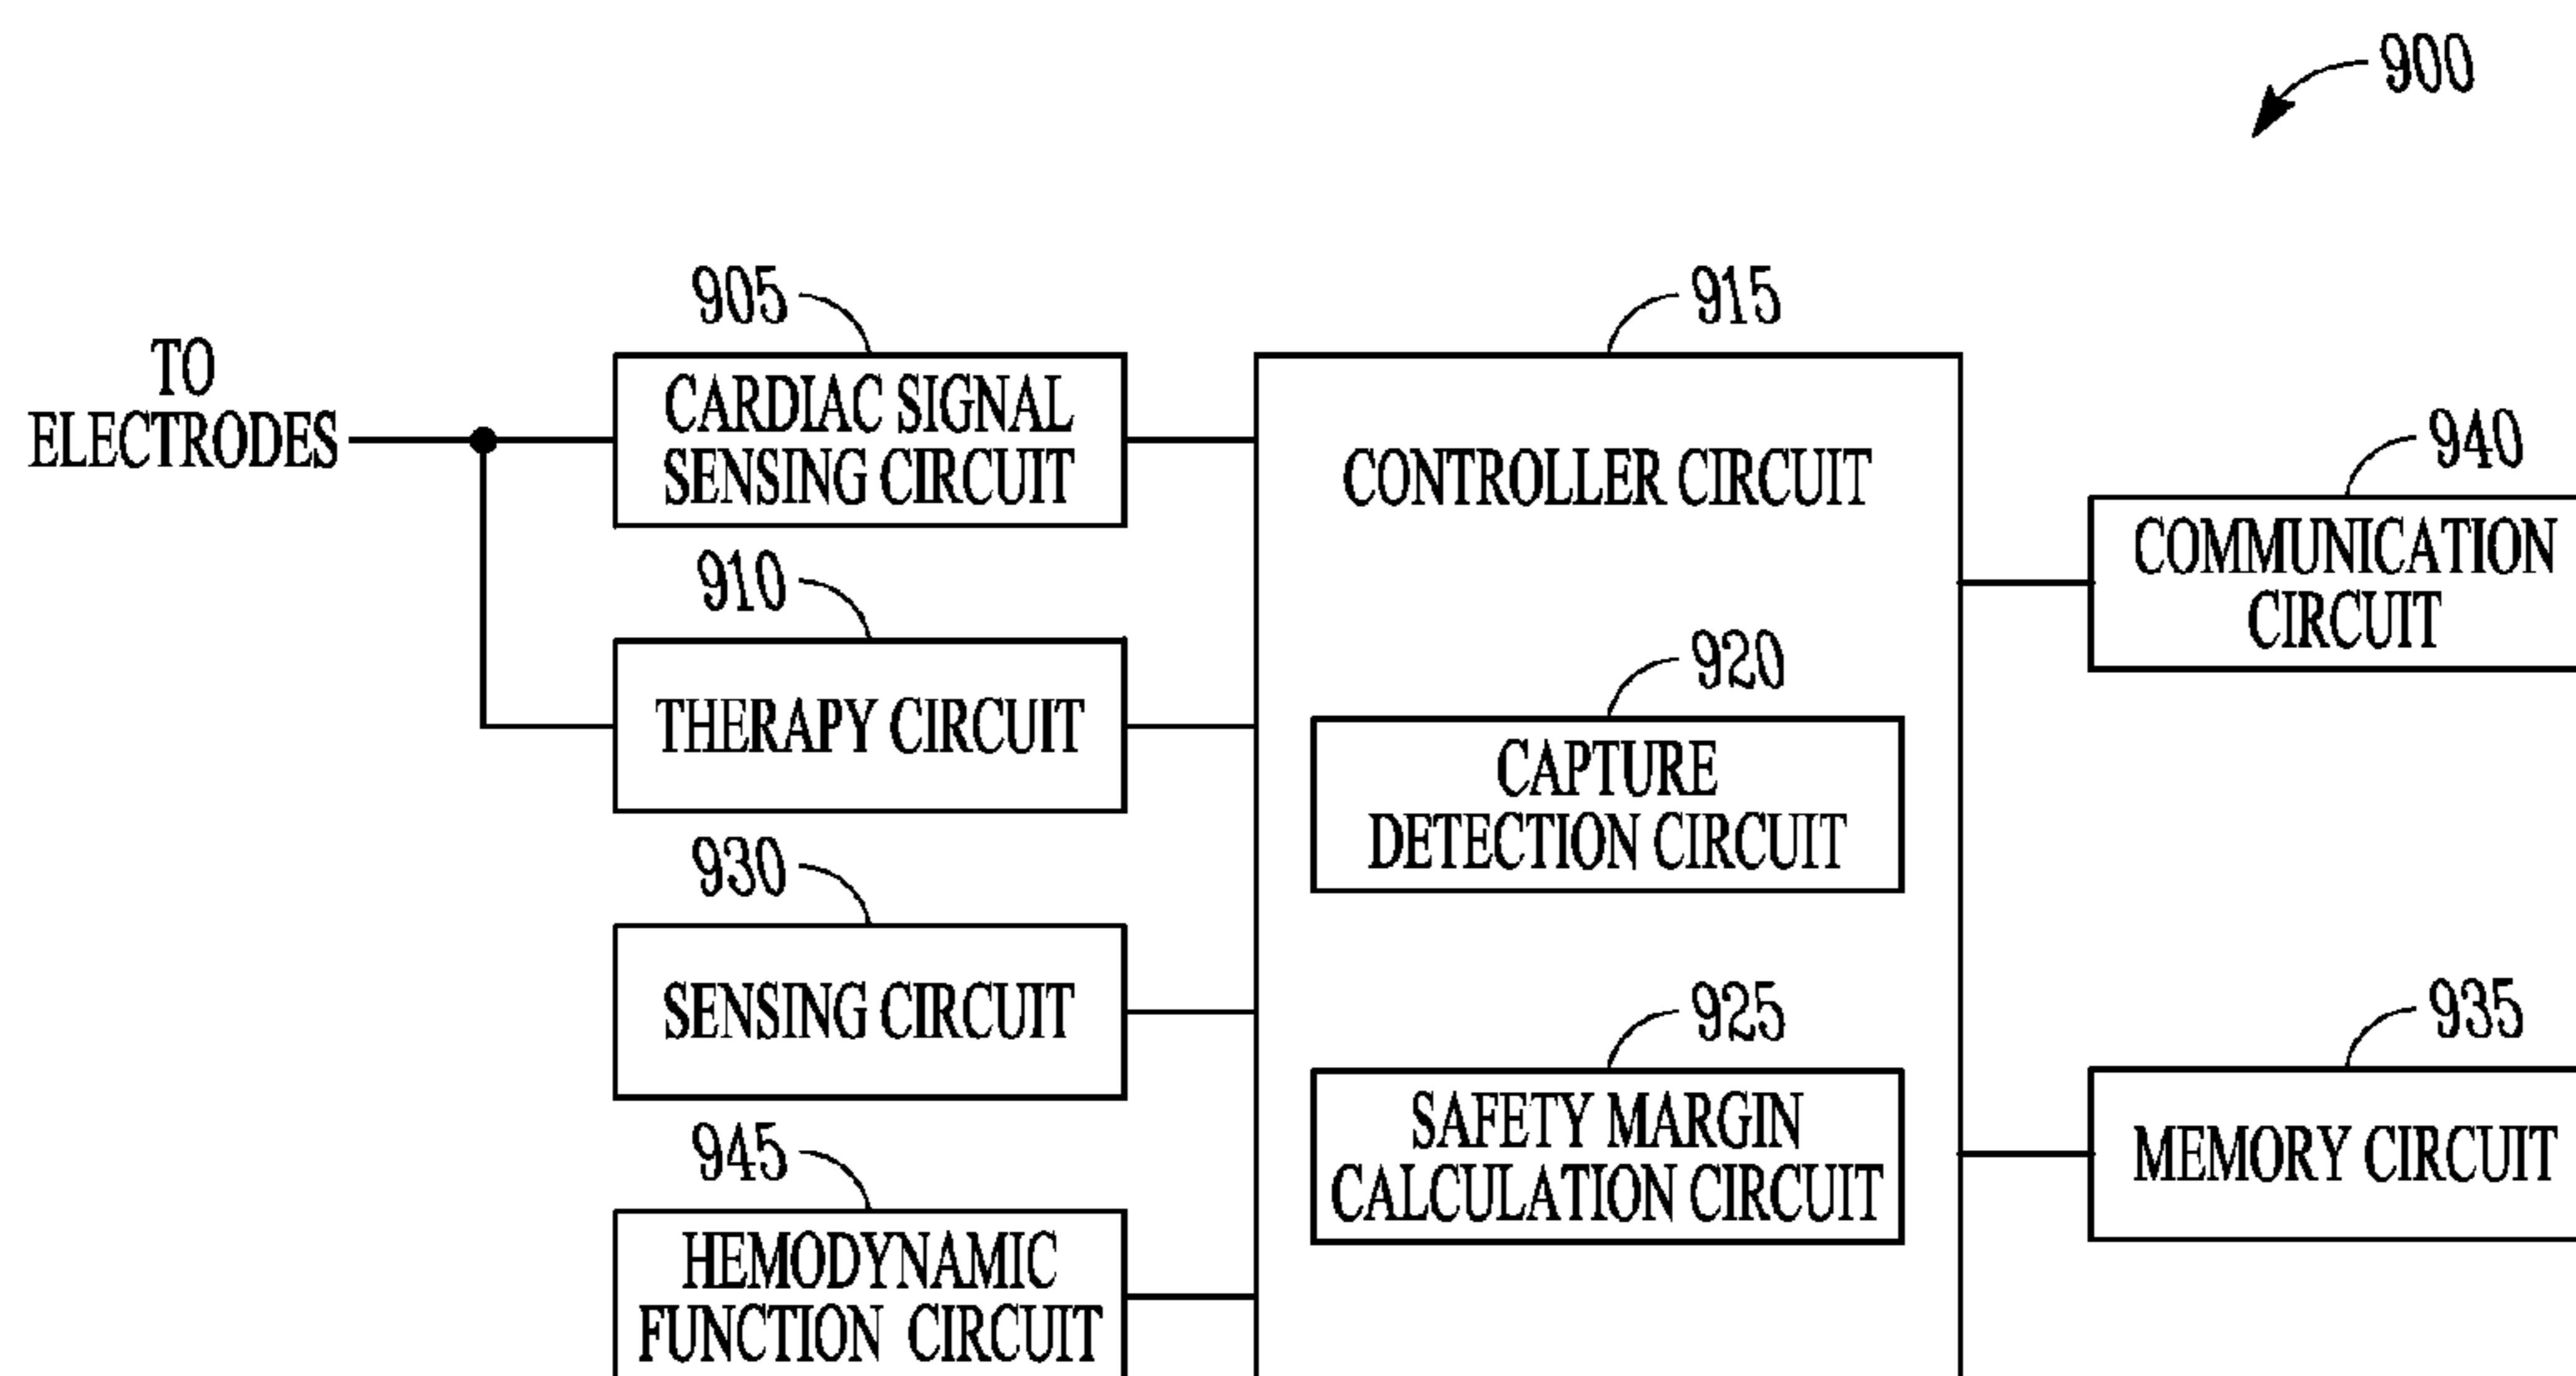 900
905
915
TO
ELECTRODES
CARDIAC SIGNAL
SENSING CIRCUIT
CONTROLLER CIRCUIT
940
COMMUNICATION
CIRCUIT
910
THERAPY CIRCUIT
920
CAPTURE
DETECTION CIRCUIT
930
SENSING CIRCUIT
925
SAFETY MARGIN
CALCULATION CIRCUIT
935
MEMORY CIRCUIT
945
HEMODYNAMIC
FUNCTION CIRCUIT